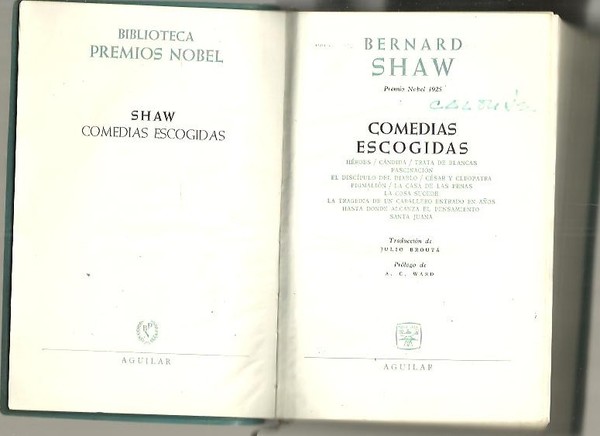 BIBLIOTECA
PREMIOS NOBEL
SHAW
COMEDIAS ESCOGIDAS
AGUILAR
BERNARD
SHAW
Premio Nobel 1925
COMEDIAS
ESCOGIDAS
HÉROES / CÁNDIDA / TRATA DE BLANCAS
FASCINACIÓN
EL DISCÍPULO DEL DIABLO / CÉSAR Y CLEOPATRA
PIGMALIÓN / LA CASA DE LAS PENAS
LA COSA SUCEDE
LA TRAGEDIA DE UN CABALLERO ENTRADO EN AÑOS
HASTA DONDE ALCANZA EL PENSAMIENTO
SANTA JUANA
Traducción de
JULIO BROUTÁ
Prólogo de
A. C. WARD
AGUILAR